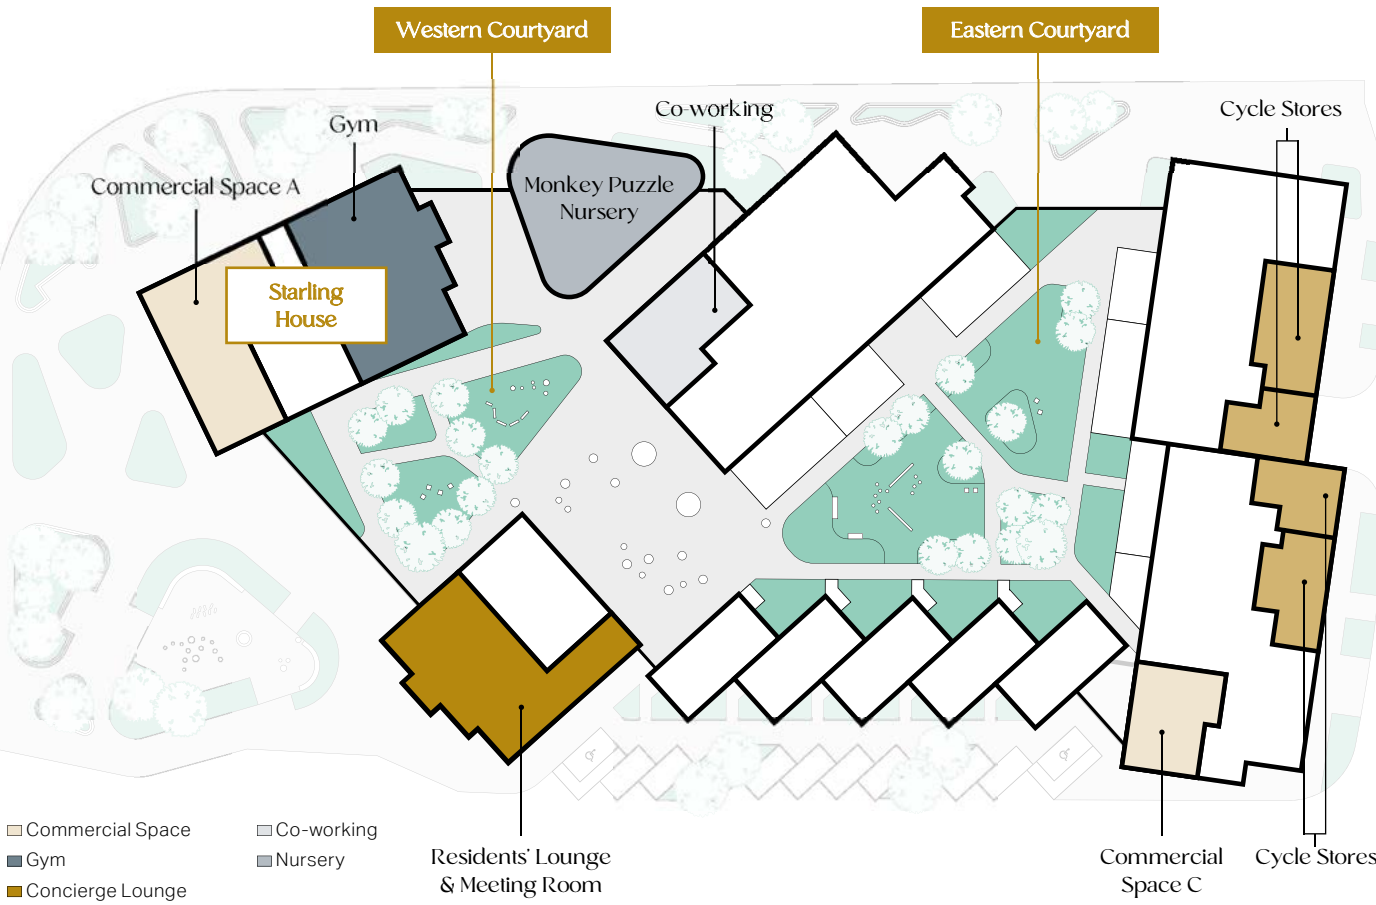 Western Courtyard
Eastern Courtyard
Co-working
Cycle Stores
Gym
Commercial Space A
Monkey Puzzle
Nursery
Starling
House
Commercial Space
Co-working
Gym
Nursery
Concierge Lounge
Residents' Lounge
& Meeting Room
Commercial
Space C
Cycle Stores